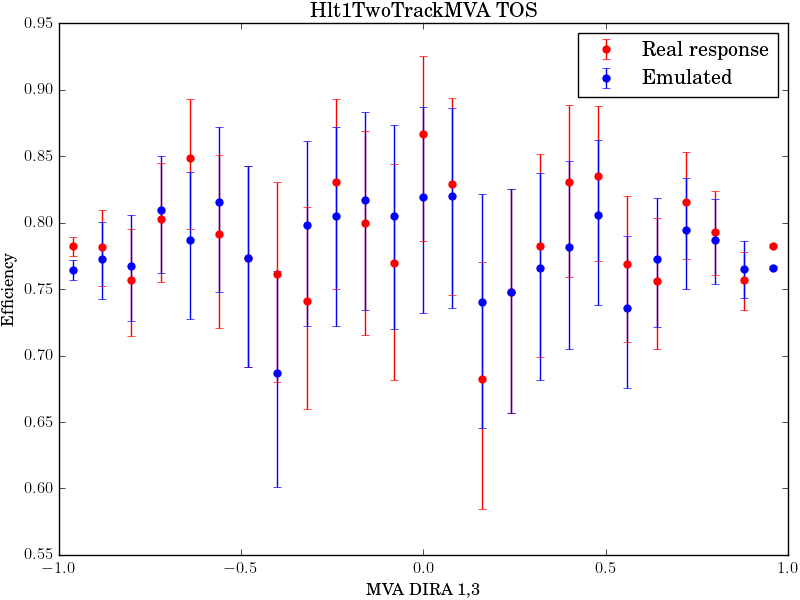 Hlt1TwoTrackMVA TOS
Real response
Emulated
Efficiency
0.95
0.90
0.85
0.80
0.75
0.70
0.65
0.60
0.55
−1.0 −0.5 0.0 0.5 1.0
MVA DIRA 1,3